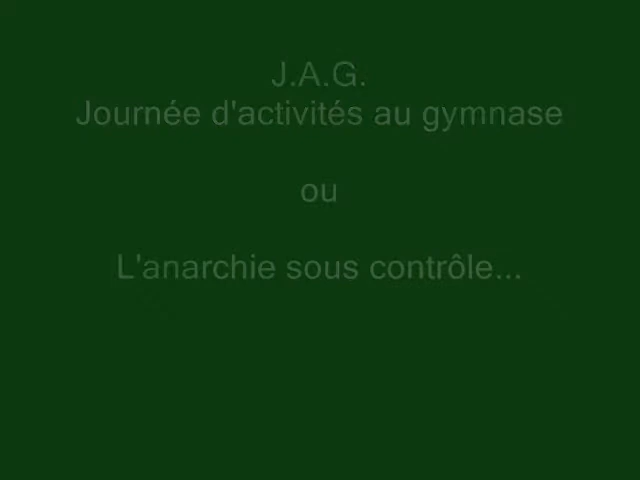 J.A.G.
Journée d'activités au gymnase
ou
L'anarchie sous contrôle...